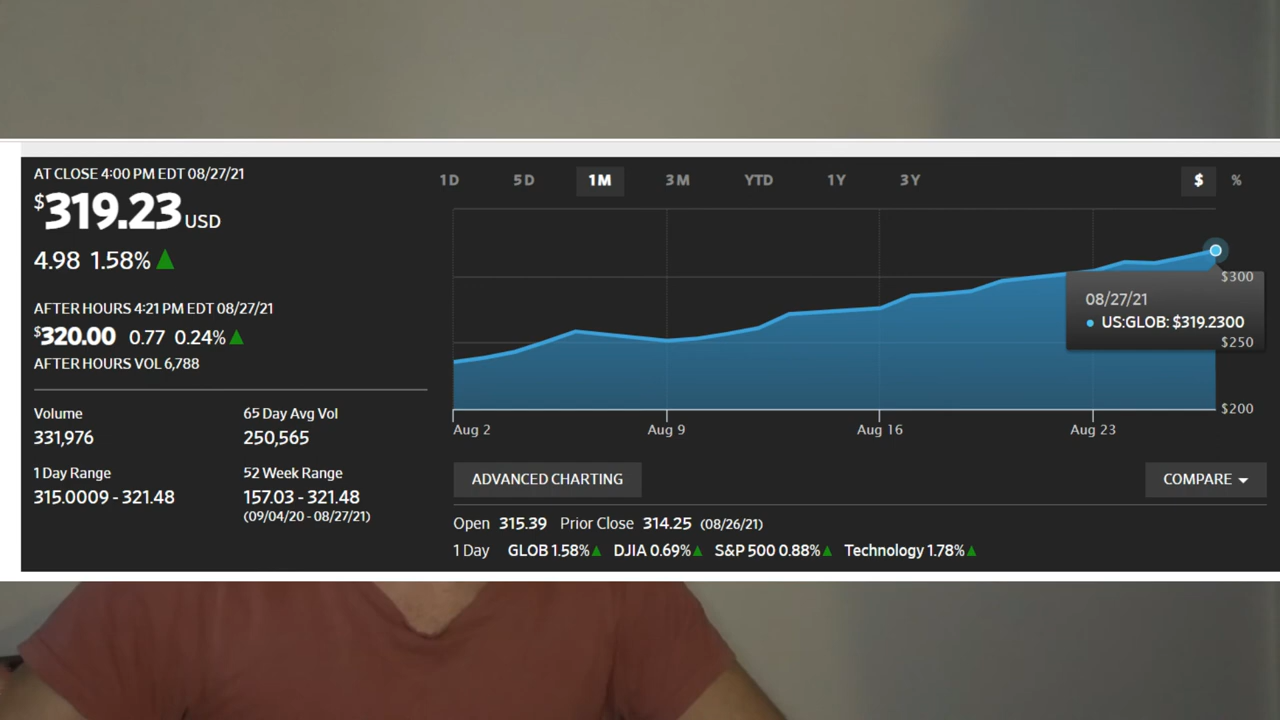 AT CLOSE 4:00 PM EDT 08/27/21
$319.23 USD
4.98 1.58%
AFTER HOURS 4:21 PM EDT 08/27/21
$320.00 0.77 0.24%
AFTER HOURS VOL 6,788
Volume 65 Day Avg Vol
331,976 250,565
1 Day Range 52 Week Range
315.0009 - 321.48 157.03 - 321.48
(09/04/20 - 08/27/21)
1D 5D 1M 3M YTD 1Y 3Y $ %
$300
08/27/21
US:GLOB: $319.2300
$250
$200
Aug 2 Aug 9 Aug 16 Aug 23
ADVANCED CHARTING COMPARE
Open 315.39 Prior Close 314.25 (08/26/21)
1 Day GLOB 1.58% DJIA 0.69% S&P 500 0.88% Technology 1.78%